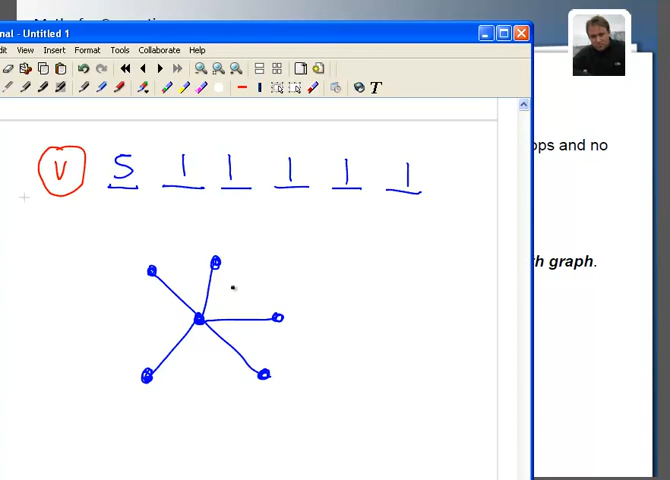 nal - Untitled 1
dit View Insert Format Tools Collaborate Help
T
V 5 1 1 1 1 1
ops and no
th graph.